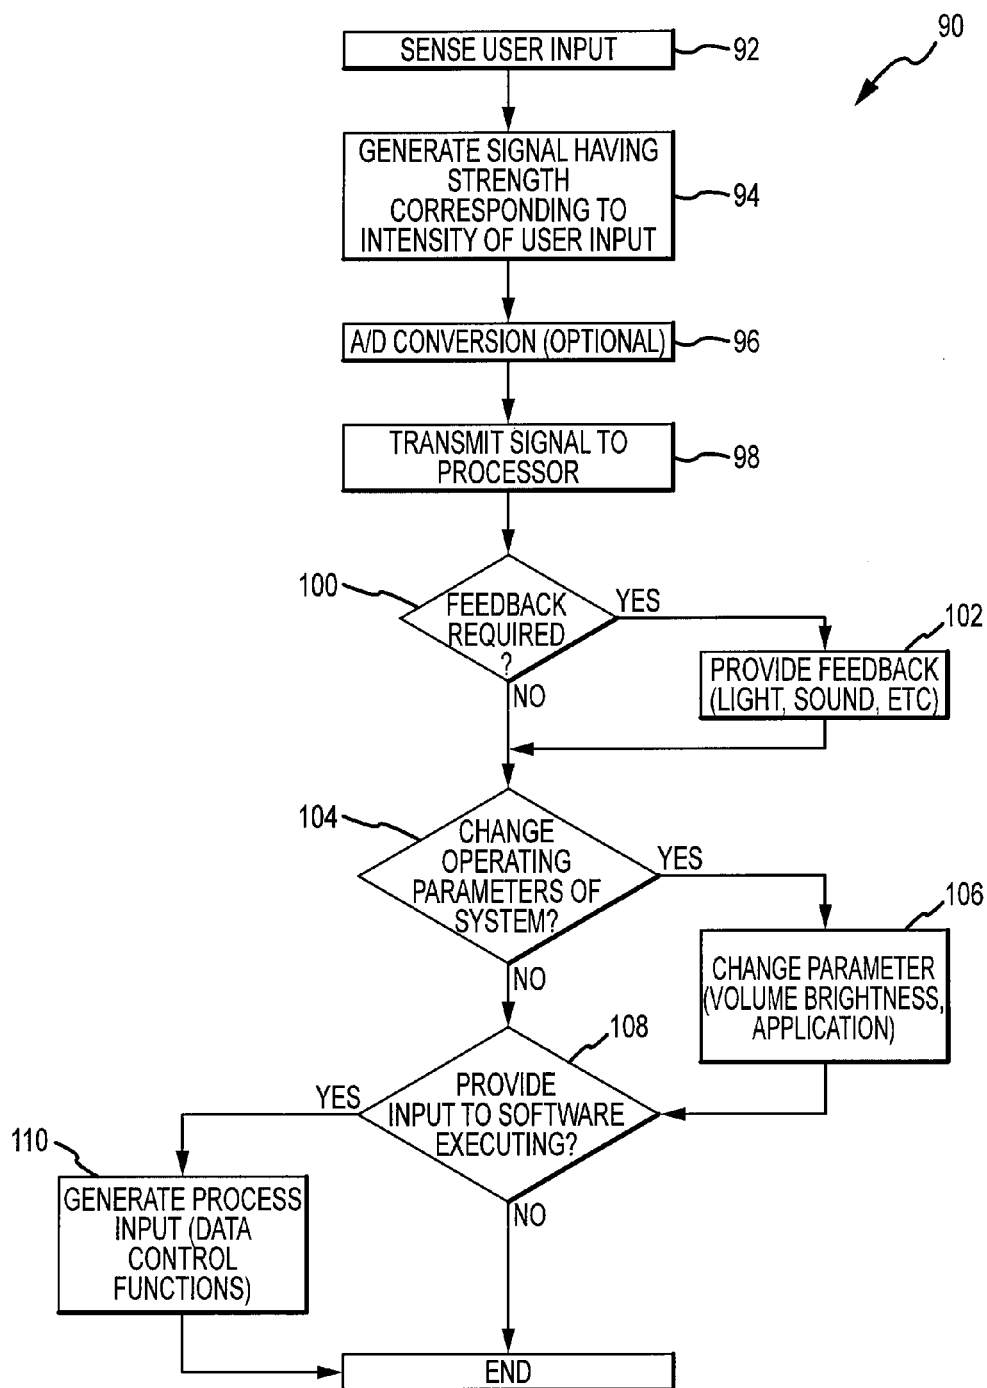 90
SENSE USER INPUT
92
GENERATE SIGNAL HAVING
STRENGTH
CORRESPONDING TO
INTENSITY OF USER INPUT
94
A/D CONVERSION (OPTIONAL)
96
TRANSMIT SIGNAL TO
PROCESSOR
98
100
FEEDBACK
REQUIRED
?
YES
NO
102
PROVIDE FEEDBACK
(LIGHT, SOUND, ETC)
104
CHANGE
OPERATING
PARAMETERS OF
SYSTEM?
YES
NO
106
CHANGE PARAMETER
(VOLUME BRIGHTNESS,
APPLICATION)
108
PROVIDE
INPUT TO SOFTWARE
EXECUTING?
YES
NO
110
GENERATE PROCESS
INPUT (DATA
CONTROL
FUNCTIONS)
END